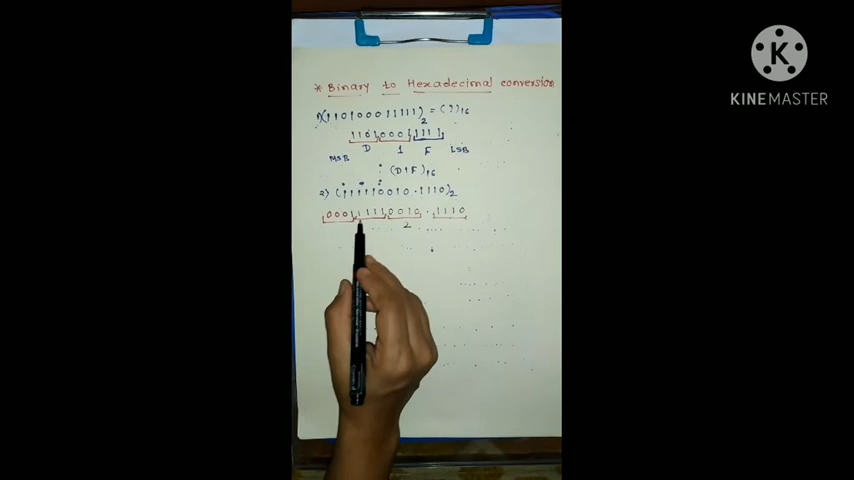 * Binary to Hexadecimal conversion
1) (110100011111)₂ = (?)₁₆
1101 0001 1111
D 1 F
MSB LSB
∴ (D1F)₁₆
2) (111110010.1110)₂
0001 1111 0010 . 1110
2
KINEMASTER